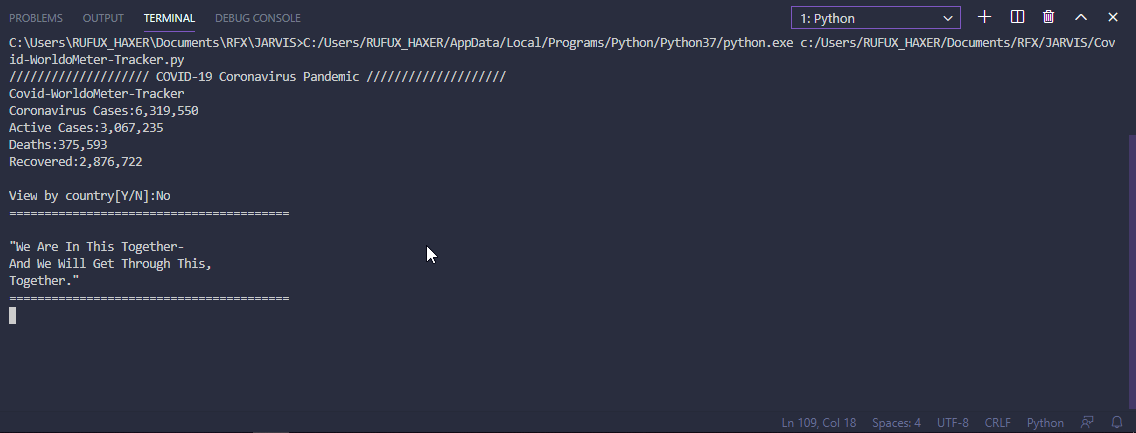 PROBLEMS OUTPUT TERMINAL DEBUG CONSOLE 1: Python
C:\Users\RUFUX_HAXER\Documents\RFX\JARVIS>C:/Users/RUFUX_HAXER/AppData/Local/Programs/Python/Python37/python.exe c:/Users/RUFUX_HAXER/Documents/RFX/JARVIS/Cov
id-WorldoMeter-Tracker.py
//////////////////// COVID-19 Coronavirus Pandemic ////////////////////
Covid-WorldoMeter-Tracker
Coronavirus Cases:6,319,550
Active Cases:3,067,235
Deaths:375,593
Recovered:2,876,722
View by country[Y/N]:No
========================================
"We Are In This Together-
And We Will Get Through This,
Together."
========================================
Ln 109, Col 18 Spaces: 4 UTF-8 CRLF Python